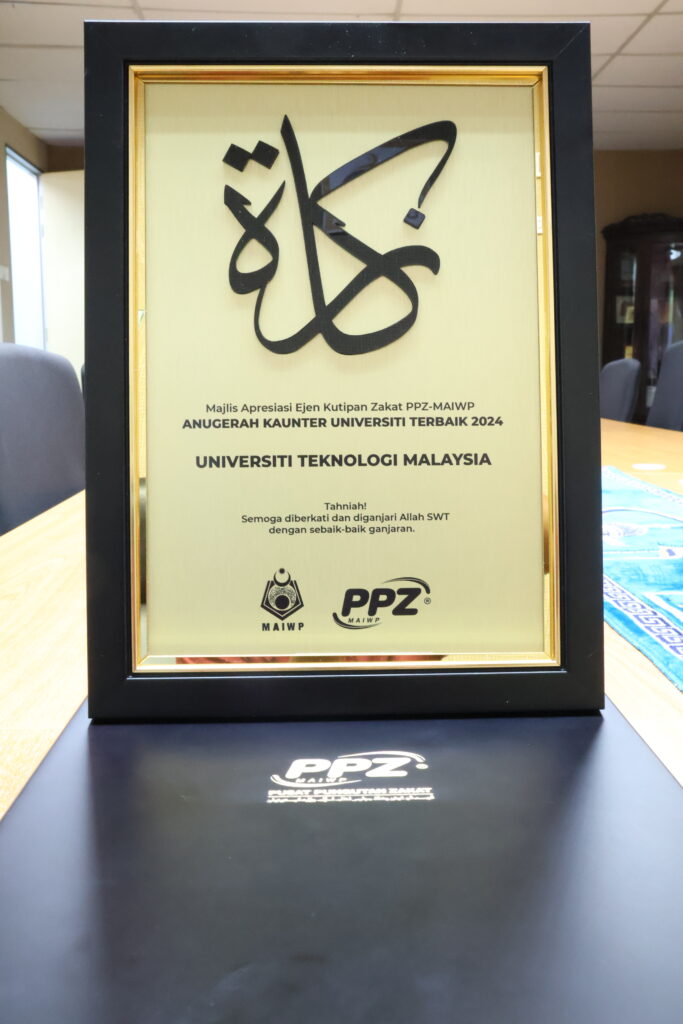 زكاة
Majlis Apresiasi Ejen Kutipan Zakat PPZ-MAIWP
ANUGERAH KAUNTER UNIVERSITI TERBAIK 2024
UNIVERSITI TEKNOLOGI MALAYSIA
Tahniah!
Semoga diberkati dan diganjari Allah SWT
dengan sebaik-baik ganjaran.
MAIWP
PPZ®
MAIWP
PPZ®
MAIWP
PUSAT PUNGUTAN ZAKAT